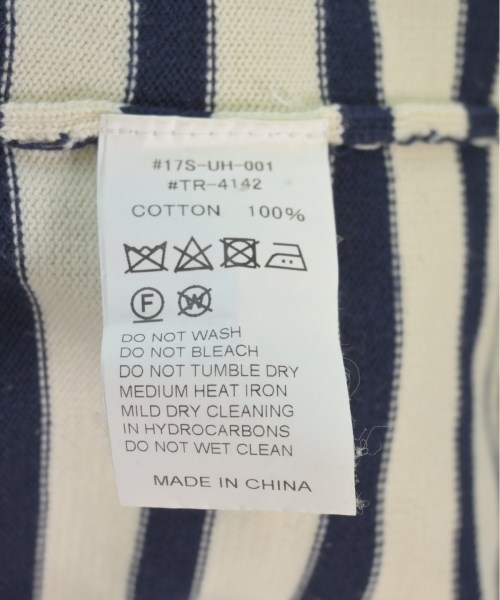 #17S-UH-001
#TR-4142
COTTON 100%
F W
DO NOT WASH
DO NOT BLEACH
DO NOT TUMBLE DRY
MEDIUM HEAT IRON
MILD DRY CLEANING
IN HYDROCARBONS
DO NOT WET CLEAN
MADE IN CHINA